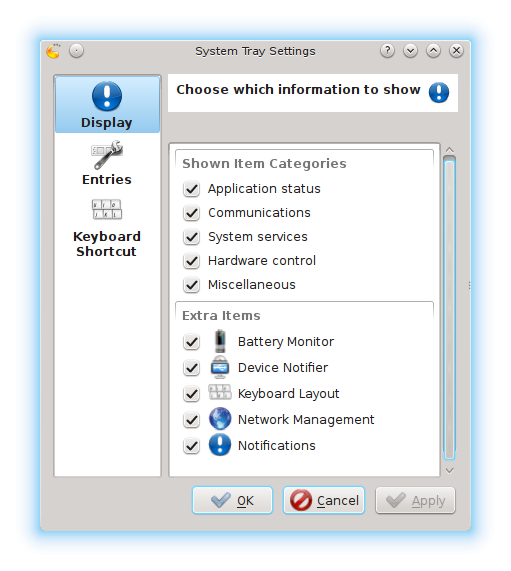 System Tray Settings
Display
Entries
Keyboard
Shortcut
Choose which information to show
Shown Item Categories
Application status
Communications
System services
Hardware control
Miscellaneous
Extra Items
Battery Monitor
Device Notifier
Keyboard Layout
Network Management
Notifications
OK
Cancel
Apply